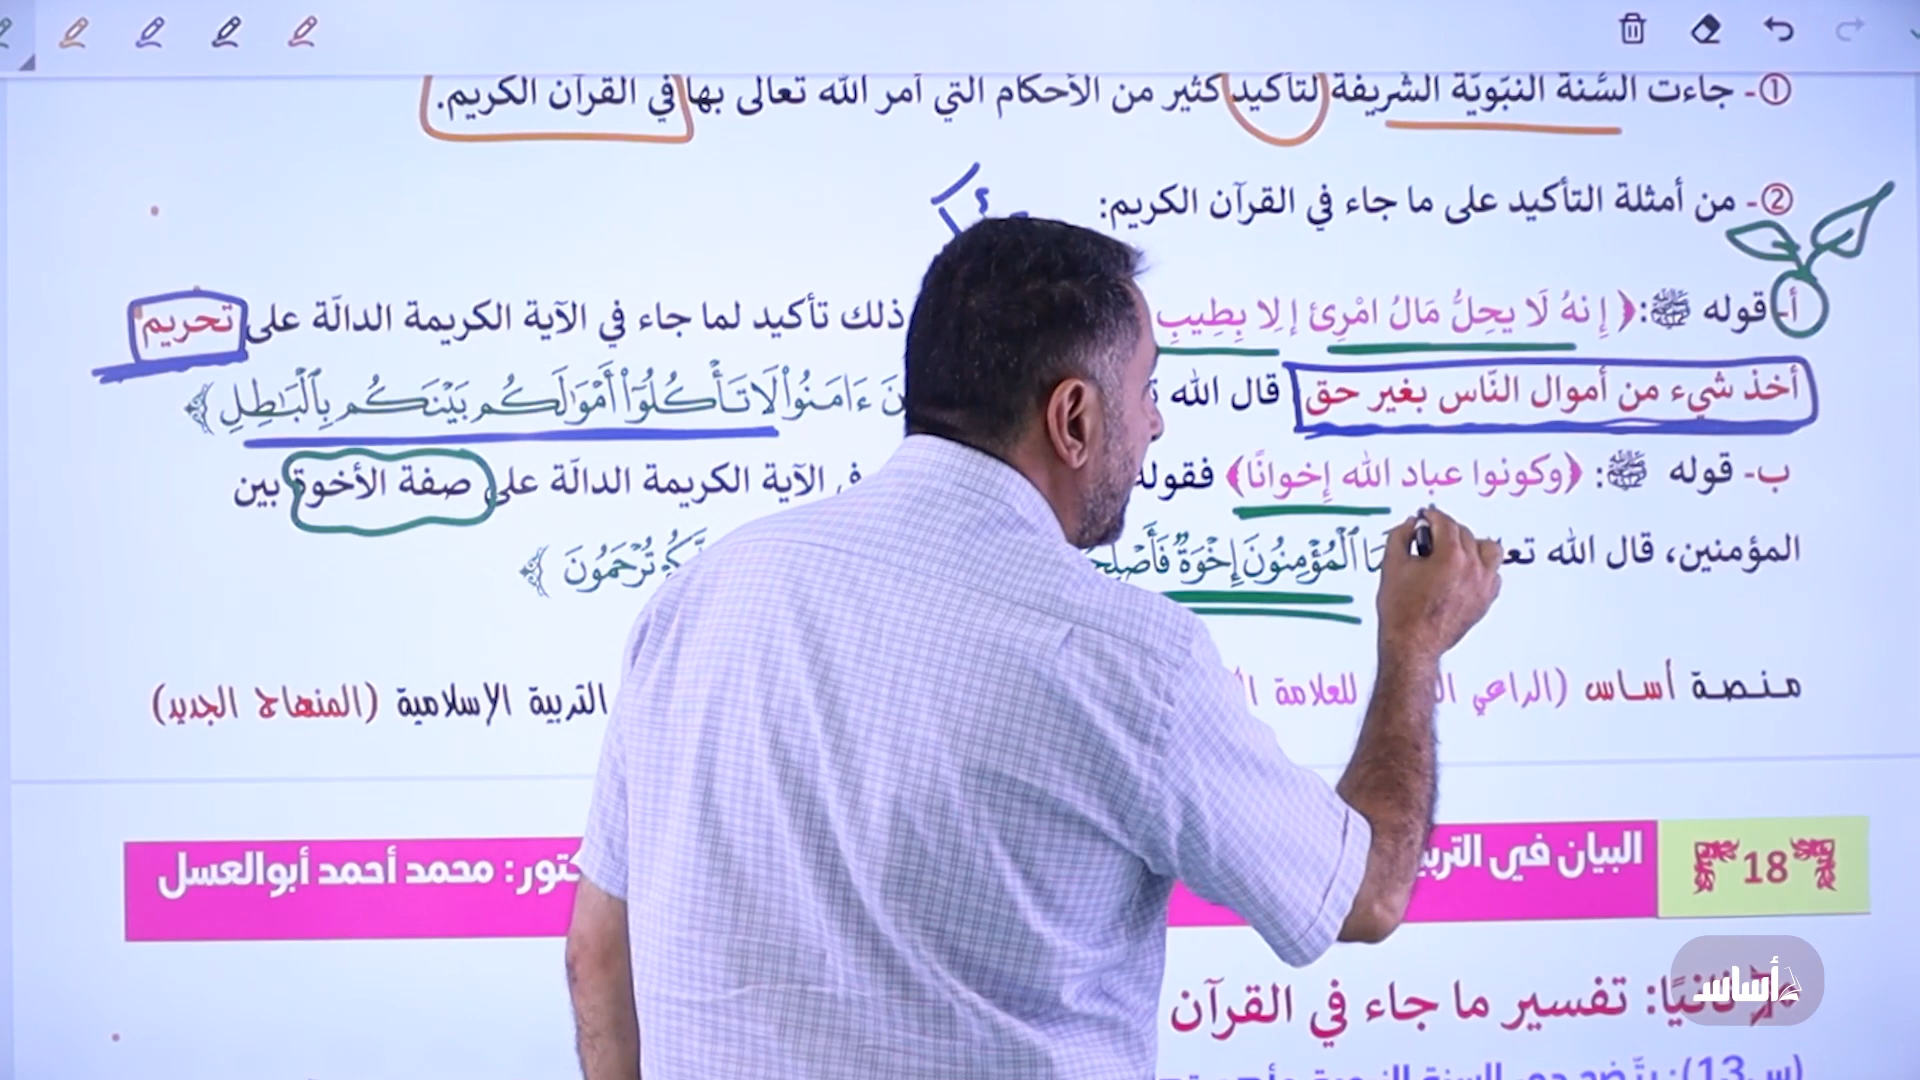 ①- جاءت السُّنة النبّويّة الشريفة لتأكيد كثير من الأحكام التي أمر الله تعالى بها في القرآن الكريم.
②- من أمثلة التأكيد على ما جاء في القرآن الكريم:
أ- قوله ﷺ: ﴿إِنهُ لَا يحِلُّ مَالُ امْرِئ إلا بِطِيبِ ذلك تأكيد لما جاء في الآية الكريمة الدالّة على تحريم
أخذ شيء من أموال النّاس بغير حق قال الله ءَامَنُوا۟ لَا تَأْكُلُوٓا۟ أَمْوَٰلَكُم بَيْنَكُم بِٱلْبَٰطِلِ ﴾
ب- قوله ﷺ: ﴿وكونوا عباد الله إخوانًا﴾ فقوله في الآية الكريمة الدالّة على صفة الأخوة بين
المؤمنين، قال الله ٱلْمُؤْمِنُونَ إِخْوَةٌ تُرْحَمُونَ ﴾
منصة أساس (الراعي للعلامة التربية الإسلامية (المنهاج الجديد)
18 البيان في محمد أحمد أبوالعسل
ثانيًا: تفسير ما جاء في القرآن
أساس